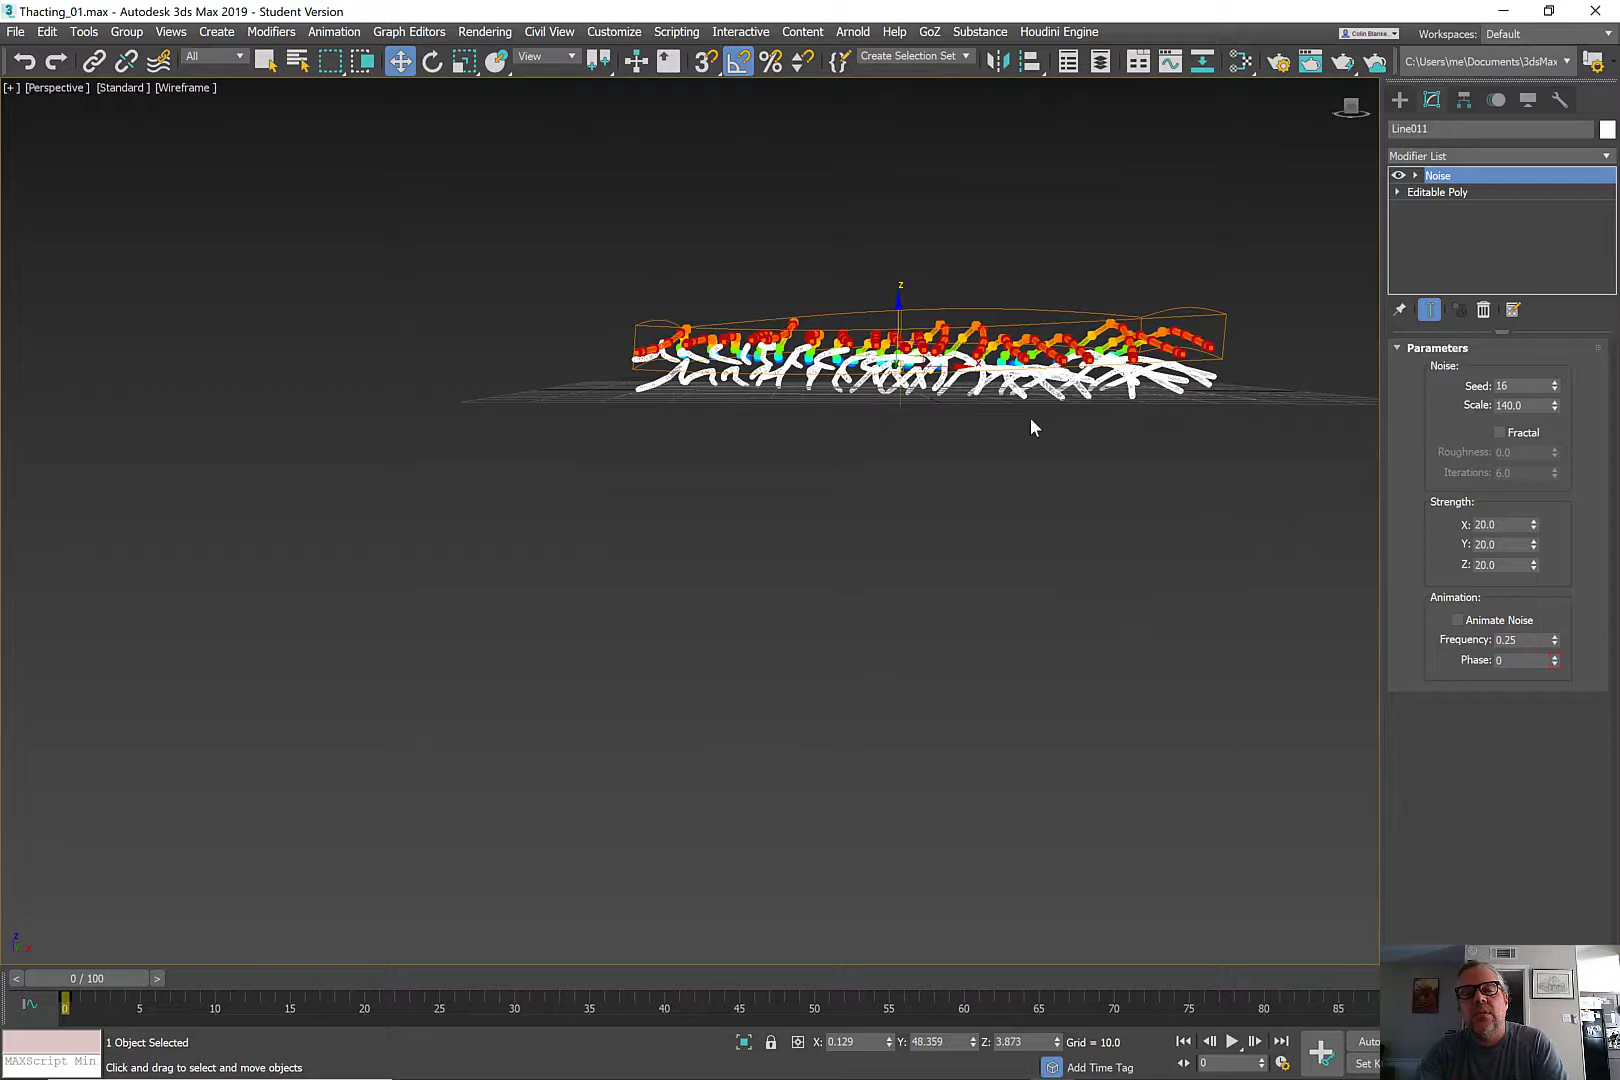 Thacting_01.max - Autodesk 3ds Max 2019 - Student Version
File Edit Tools Group Views Create Modifiers Animation Graph Editors Rendering Civil View Customize Scripting Interactive Content Arnold Help GoZ Substance Houdini Engine
Colin Blanke...
Workspaces: Default
All
View
Create Selection Set
C:\Users\me\Documents\3dsMax
[+] [Perspective] [Standard] [Wireframe]
Line011
Modifier List
Noise
Editable Poly
z
Parameters
Noise:
Seed: 16
Scale: 140.0
Fractal
Roughness: 0.0
Iterations: 6.0
Strength:
X: 20.0
Y: 20.0
Z: 20.0
Animation:
Animate Noise
Frequency: 0.25
Phase: 0
z
x
< 0 / 100 >
0 5 10 15 20 25 30 35 40 45 50 55 60 65 70 75 80 85
1 Object Selected
X: 0.129 Y: 48.359 Z: 3.873 Grid = 10.0
Auto
MAXScript Min
Click and drag to select and move objects
Add Time Tag
0
Set K